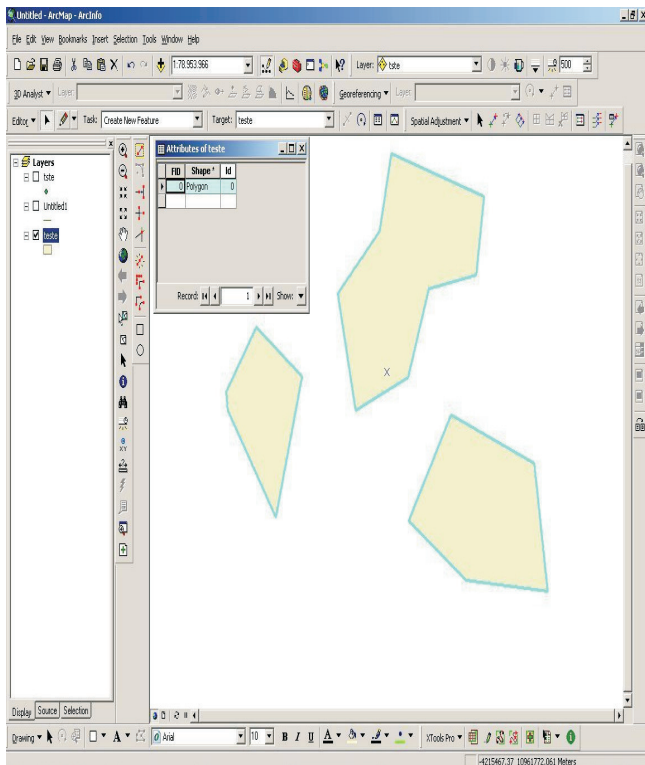 Untitled - ArcMap - ArcInfo
File Edit View Bookmarks Insert Selection Tools Window Help
1:78.953.966 Layer: tste 500
3D Analyst Layer: Georeferencing Layer:
Editor Task: Create New Feature Target: teste Spatial Adjustment
Attributes of teste
FID Shape * Id
0 Polygon 0
Record: 1 Show:
Layers
tste
Untitled1
teste
XY
Display Source Selection
Drawing A Arial 10 B I U A XTools Pro
-4215467.37 10961772.061 Meters